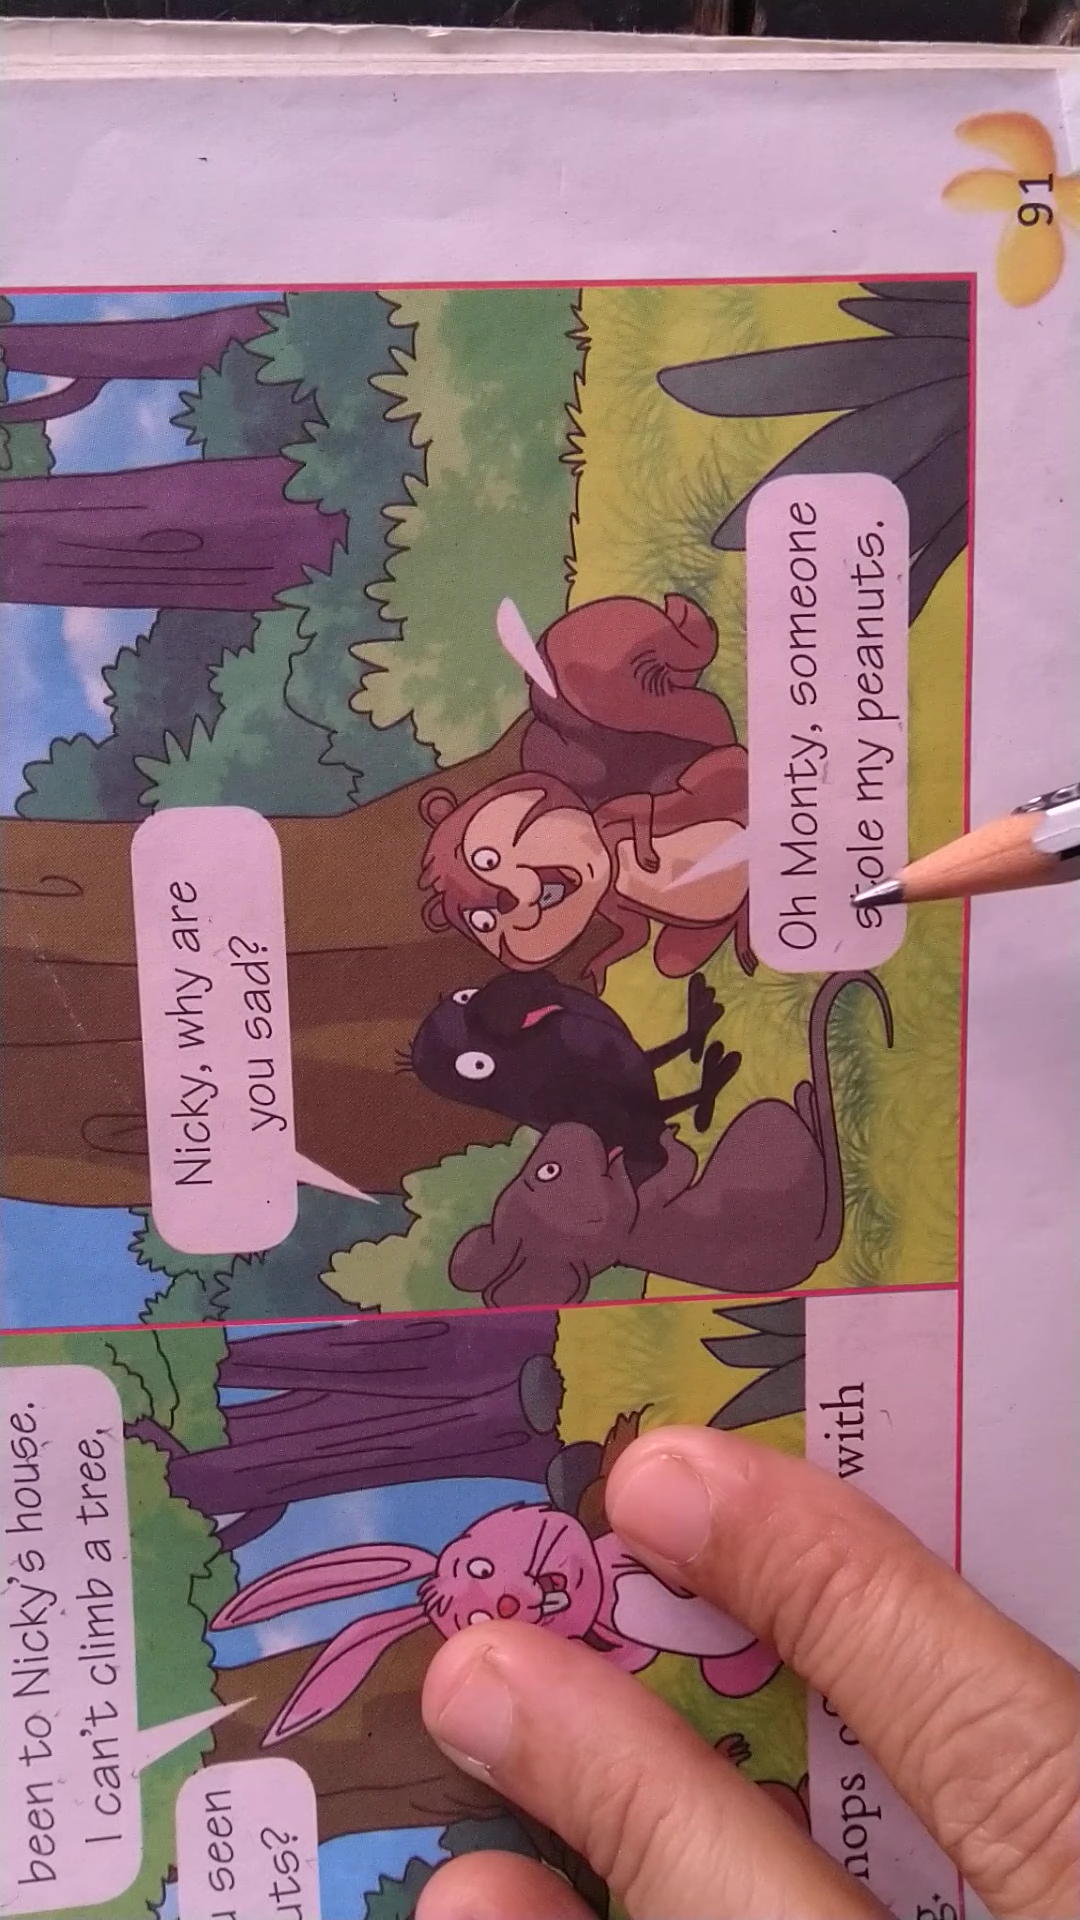 been to Nicky's house.
I can't climb a tree.
seen
Nicky, why are
you sad?
Oh Monty, someone
stole my peanuts.
with
hops
91